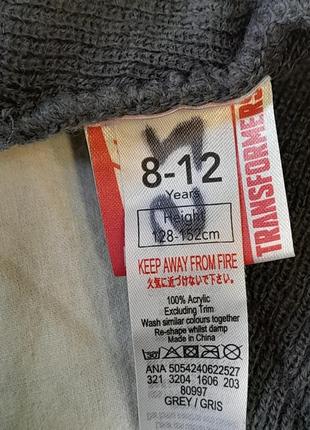 8-12
Years
Height
128-152cm
TRANSFORMERS
KEEP AWAY FROM FIRE
火気に近づけないで下さい。
100% Acrylic
Excluding Trim
Wash similar colours together
Re-shape whilst damp
Made in China
ANA 5054240622527
321 3204 1606 203
80997
GREY / GRIS